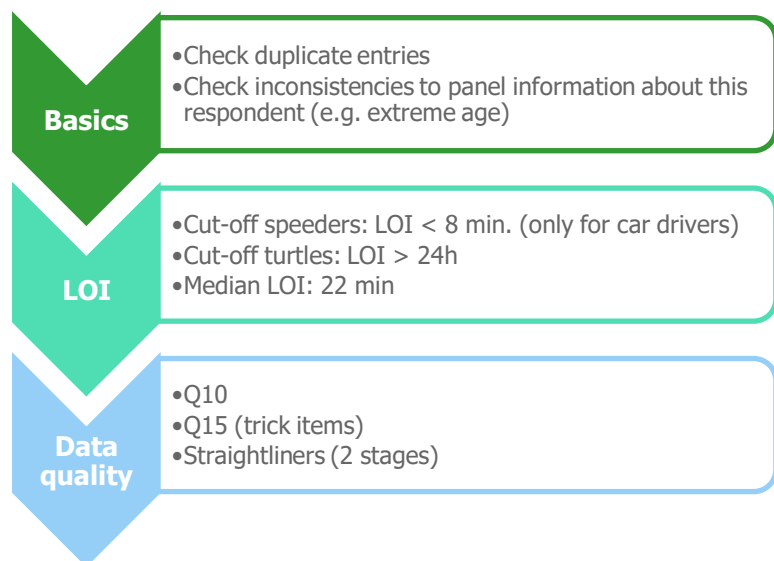 Basics
•Check duplicate entries
•Check inconsistencies to panel information about this
respondent (e.g. extreme age)
LOI
•Cut-off speeders: LOI < 8 min. (only for car drivers)
•Cut-off turtles: LOI > 24h
•Median LOI: 22 min
Data
quality
•Q10
•Q15 (trick items)
•Straightliners (2 stages)